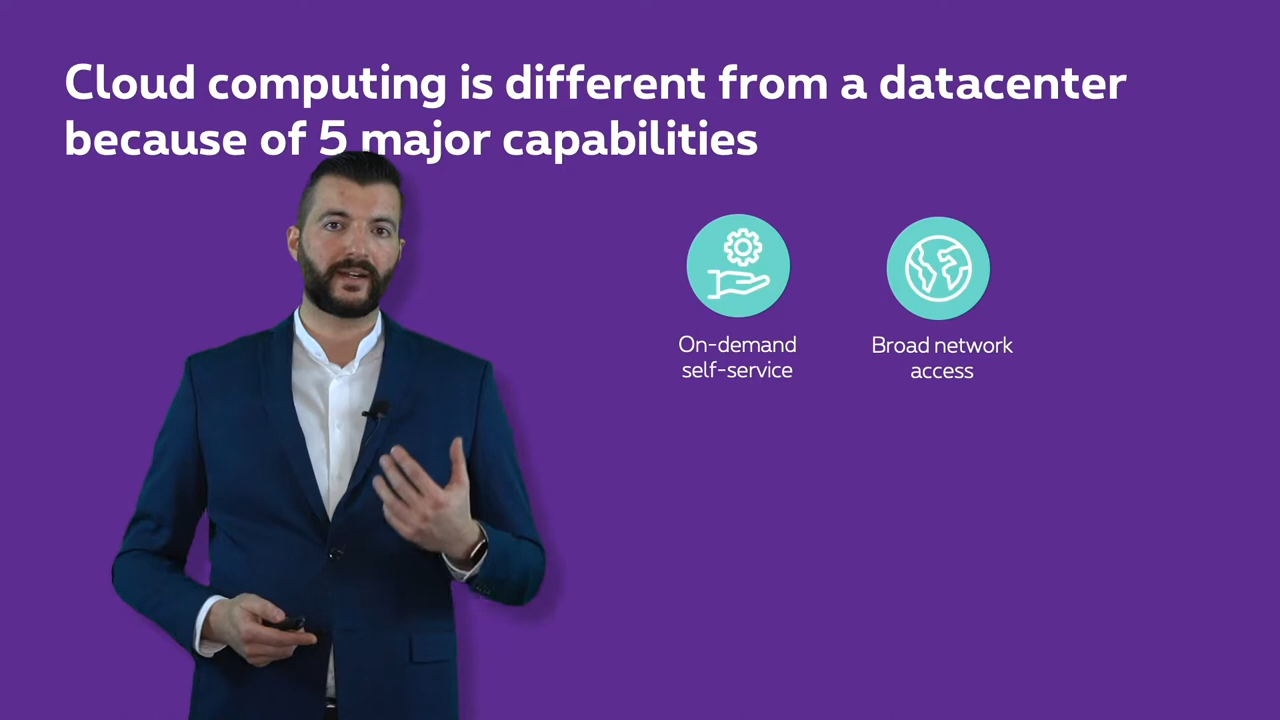 Cloud computing is different from a datacenter
because of 5 major capabilities
On-demand
self-service
Broad network
access